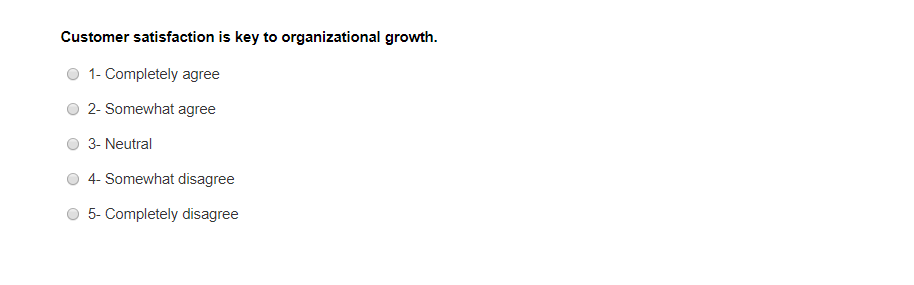 Customer satisfaction is key to organizational growth.
1- Completely agree
2- Somewhat agree
3- Neutral
4- Somewhat disagree
5- Completely disagree